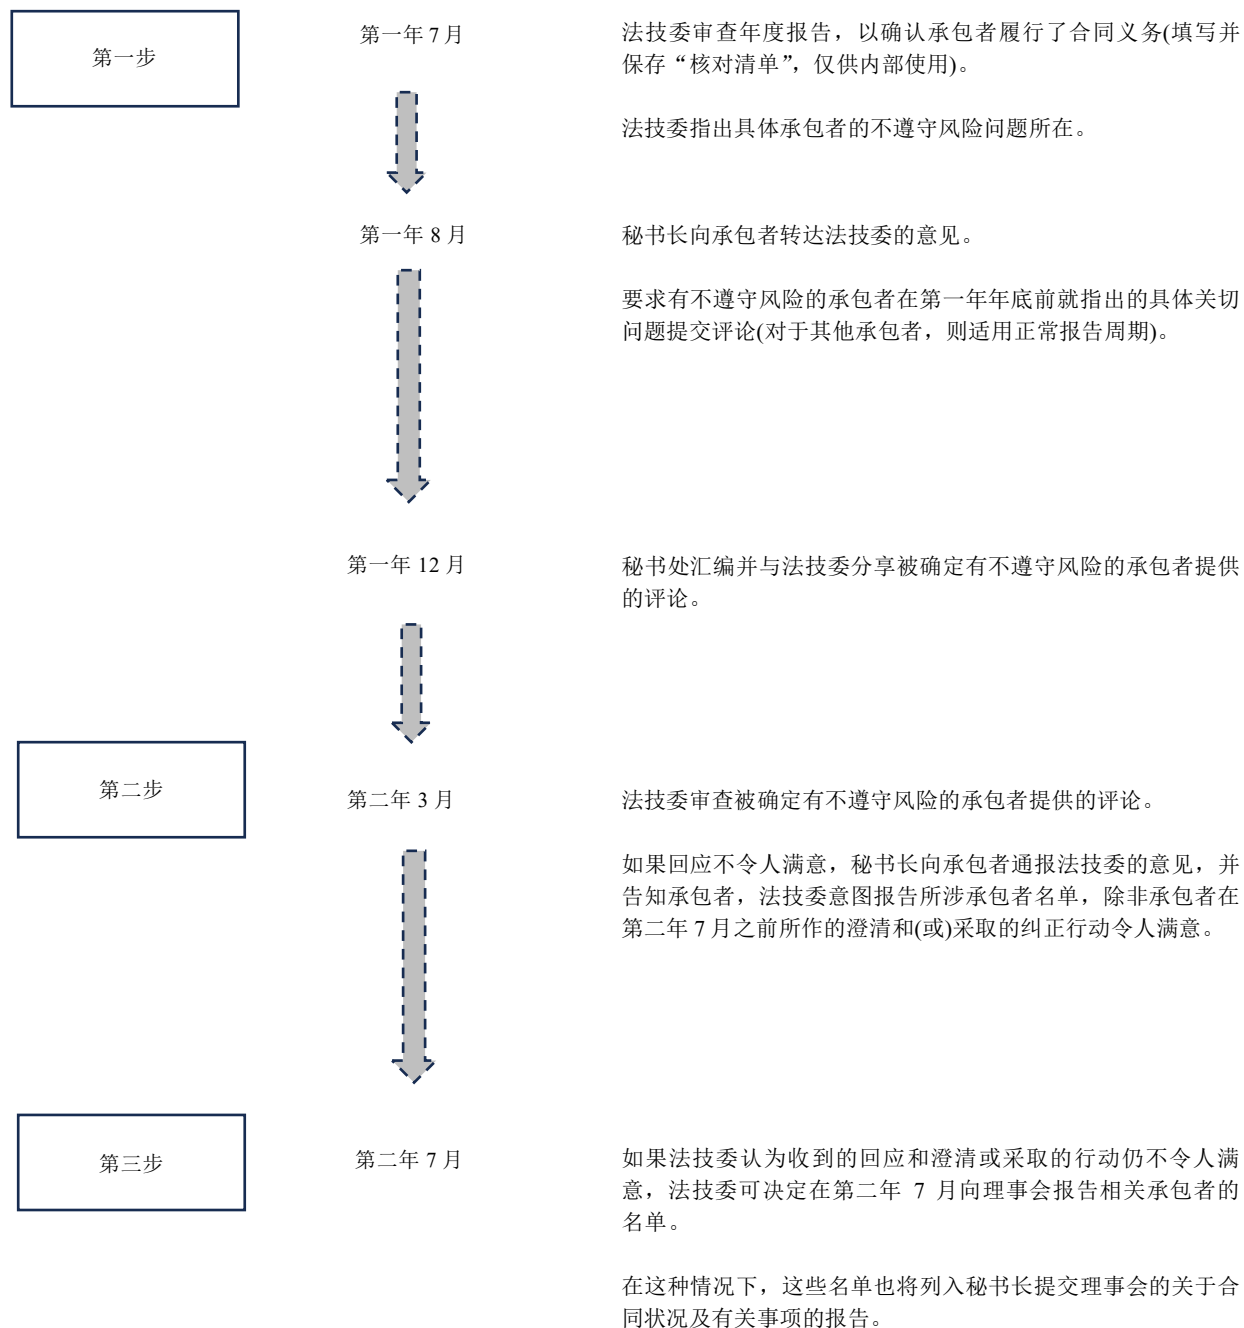 第一步
第一年 7 月
法技委审查年度报告，以确认承包者履行了合同义务(填写并
保存“核对清单”，仅供内部使用)。
法技委指出具体承包者的不遵守风险问题所在。
第一年 8 月
秘书长向承包者转达法技委的意见。
要求有不遵守风险的承包者在第一年年底前就指出的具体关切
问题提交评论(对于其他承包者，则适用正常报告周期)。
第一年 12 月
秘书处汇编并与法技委分享被确定有不遵守风险的承包者提供
的评论。
第二步
第二年 3 月
法技委审查被确定有不遵守风险的承包者提供的评论。
如果回应不令人满意，秘书长向承包者通报法技委的意见，并
告知承包者，法技委意图报告所涉承包者名单，除非承包者在
第二年 7 月之前所作的澄清和(或)采取的纠正行动令人满意。
第三步
第二年 7 月
如果法技委认为收到的回应和澄清或采取的行动仍不令人满
意，法技委可决定在第二年 7 月向理事会报告相关承包者的
名单。
在这种情况下，这些名单也将列入秘书长提交理事会的关于合
同状况及有关事项的报告。